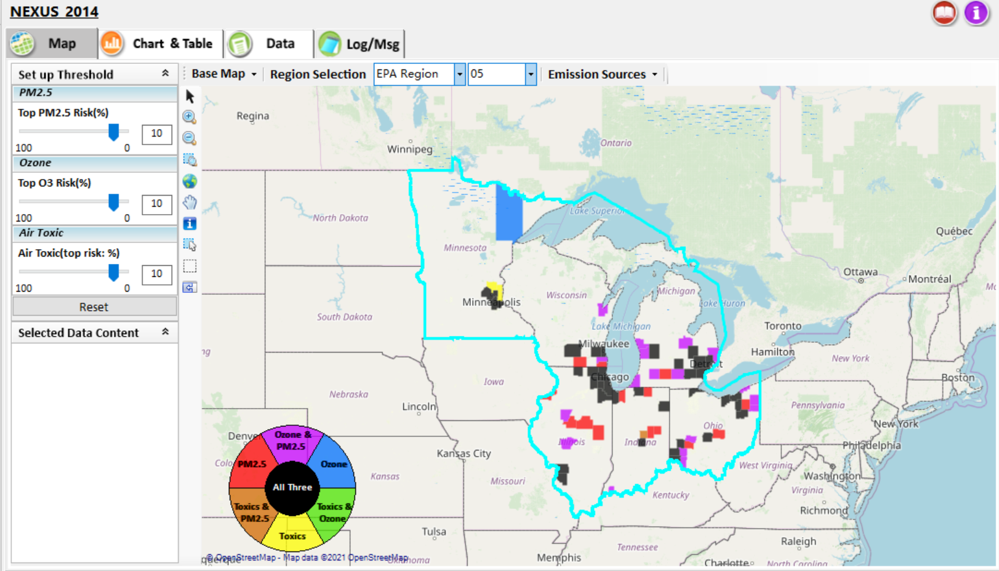 NEXUS 2014
Map
Chart & Table
Data
Log/Msg
Set up Threshold
Base Map
Region Selection
EPA Region
05
Emission Sources
PM2.5
Top PM2.5 Risk(%)
10
100
0
Ozone
Top O3 Risk(%)
10
100
0
Air Toxic
Air Toxic(top risk: %)
10
100
0
Reset
Selected Data Content
Regina
Winnipeg
Ontario
North Dakota
Lake Superior
Québec
Minnesota
Ottawa
Montréal
Wisconsin
Michigan
Minneapolis
Lake Huron
South Dakota
Lake Michigan
Toronto
Milwaukee
Hamilton
New York
Detroit
Chicago
Boston
Iowa
Nebraska
Lincoln
Pennsylvania
New York
Ohio
Denver
Illinois
Indiana
Philadelphia
Kansas City
West Virginia
Kansas
Missouri
Washington
Virginia
Kentucky
Richmond
Tulsa
Raleigh
Tennessee
Memphis
Charlotte
North Carolina
Oklahoma
Ozone &
PM2.5
PM2.5
Ozone
All Three
Toxics &
PM2.5
Toxics &
Ozone
Toxics
© OpenStreetMap - Map data ©2021 OpenStreetMap